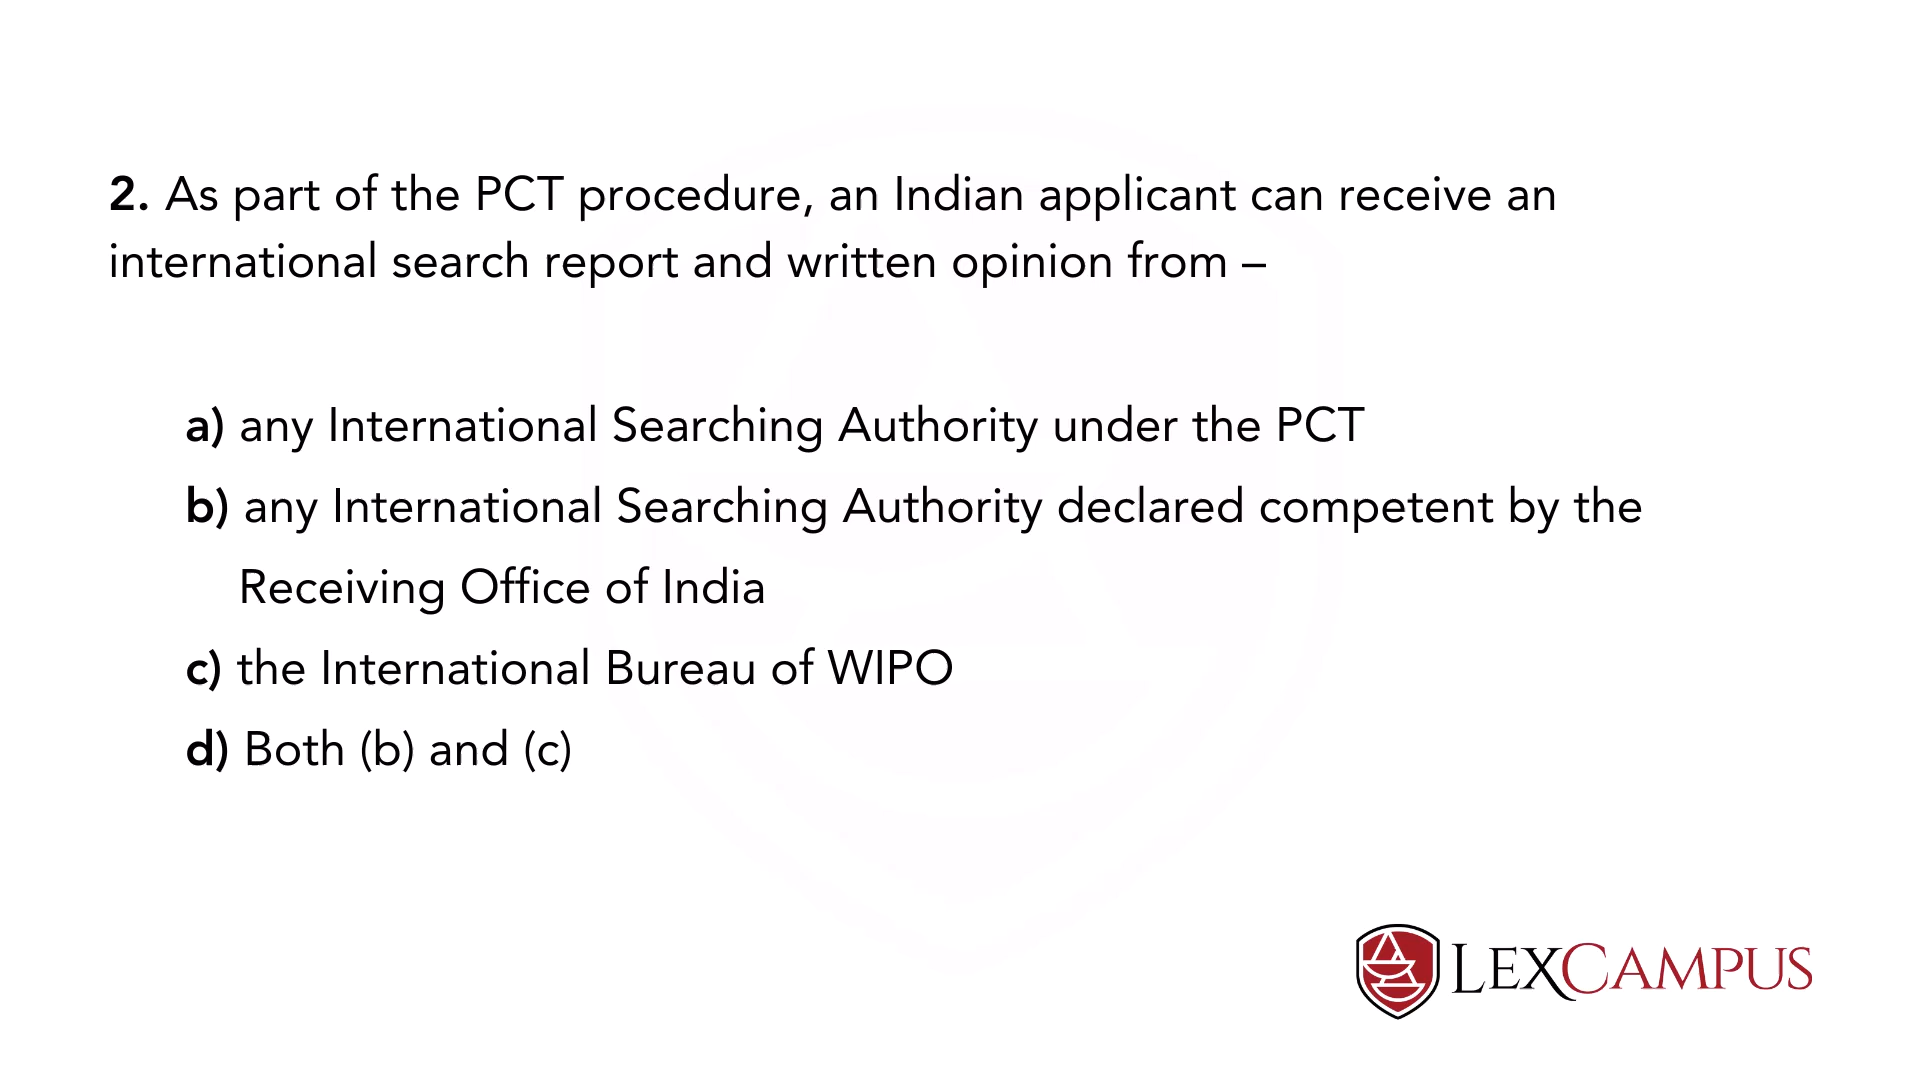 2. As part of the PCT procedure, an Indian applicant can receive an
international search report and written opinion from –
a) any International Searching Authority under the PCT
b) any International Searching Authority declared competent by the
Receiving Office of India
c) the International Bureau of WIPO
d) Both (b) and (c)
LEXCAMPUS